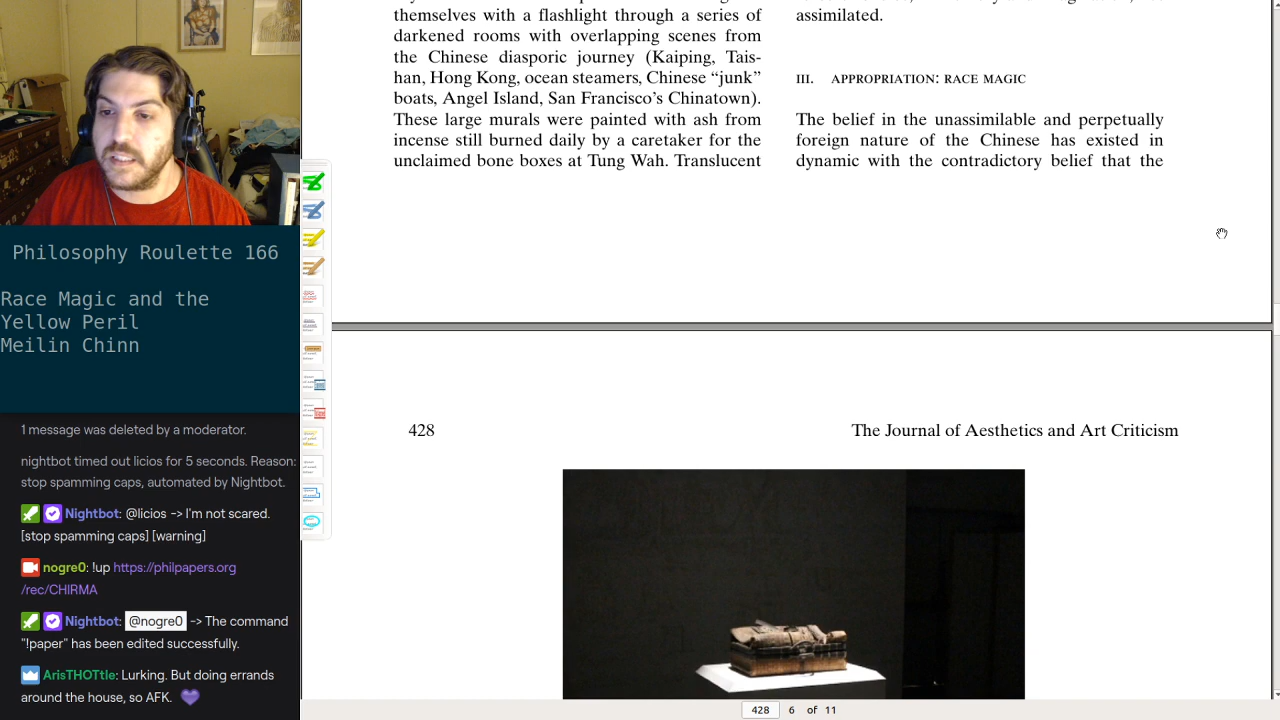 Philosophy Roulette 166
Race Magic and the
Yellow Peril
Meilin Chinn
1 message was deleted by a moderator.
timed out licios for 5 seconds. Reason:
stop spamming caps, automated by Nightbot.
Nightbot: @licios -> I'm not scared.
[stop spamming caps] [warning]
nogre0: !up https://philpapers.org
/rec/CHIRMA
Nightbot: @nogre0 -> The command
"!paper" has been edited successfully.
ArisTHOTtle: Lurking. But doing errands
around the house, so AFK.
themselves with a flashlight through a series of
darkened rooms with overlapping scenes from
the Chinese diasporic journey (Kaiping, Tais-
han, Hong Kong, ocean steamers, Chinese “junk”
boats, Angel Island, San Francisco’s Chinatown).
These large murals were painted with ash from
incense still burned daily by a caretaker for the
unclaimed bone boxes at Tung Wah. Translucent
assimilated.
III. APPROPRIATION: RACE MAGIC
The belief in the unassimilable and perpetually
foreign nature of the Chinese has existed in
dynamic with the contradictory belief that the
428
The Journal of Aesthetics and Art Criticism
428 6 of 11